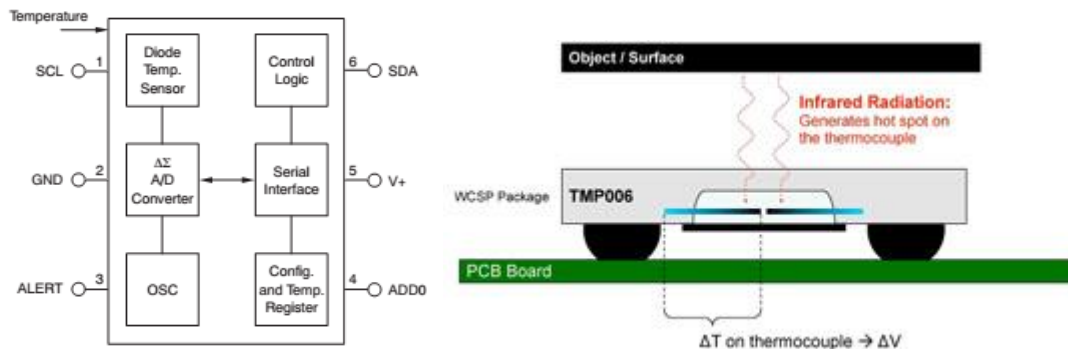 Temperature
SCL
1
Diode
Temp.
Sensor
Control
Logic
6
SDA
GND
2
ΔΣ
A/D
Converter
Serial
Interface
5
V+
ALERT
3
OSC
Config.
and Temp.
Register
4
ADD0
Object / Surface
Infrared Radiation:
Generates hot spot on
the thermocouple
WCSP Package
TMP006
PCB Board
ΔT on thermocouple → ΔV